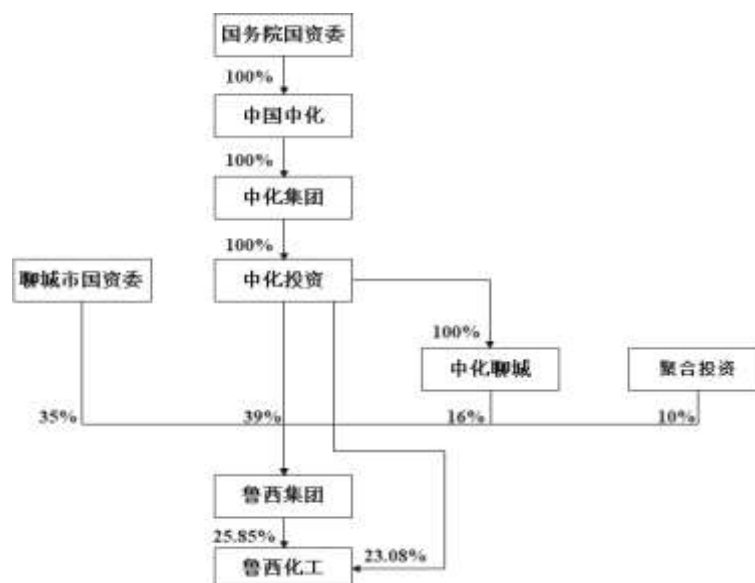 国务院国资委
100%
中国中化
100%
中化集团
100%
聊城市国资委
中化投资
100%
中化聊城
聚合投资
35%
39%
16%
10%
鲁西集团
25.85%
23.08%
鲁西化工